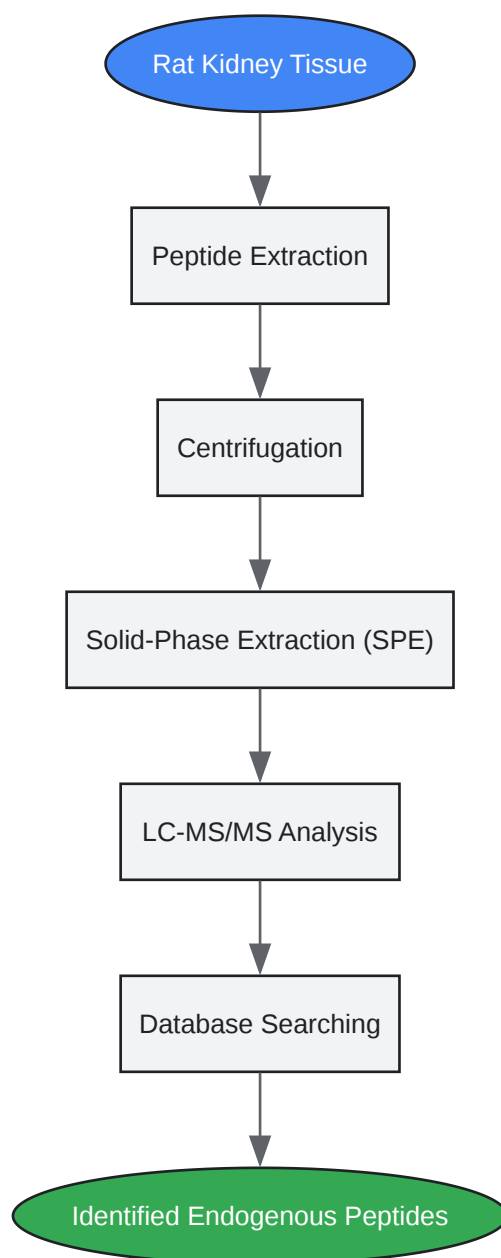 Rat Kidney Tissue
Peptide Extraction
Centrifugation
Solid-Phase Extraction (SPE)
LC-MS/MS Analysis
Database Searching
Identified Endogenous Peptides